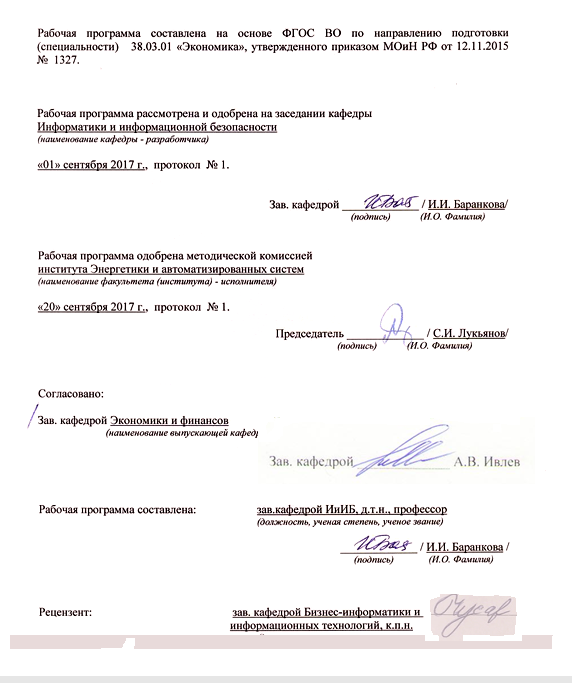 Рабочая программа составлена на основе ФГОС ВО по направлению подготовки
(специальности) 38.03.01 «Экономика», утвержденного приказом МОиН РФ от 12.11.2015
№ 1327.
Рабочая программа рассмотрена и одобрена на заседании кафедры
Информатики и информационной безопасности
(наименование кафедры - разработчика)
«01» сентября 2017 г., протокол № 1.
Зав. кафедрой / И.И. Баранкова/
(подпись) (И.О. Фамилия)
Рабочая программа одобрена методической комиссией
института Энергетики и автоматизированных систем
(наименование факультета (института) - исполнителя)
«20» сентября 2017 г., протокол № 1.
Председатель / С.И. Лукьянов/
(подпись) (И.О. Фамилия)
Согласовано:
Зав. кафедрой Экономики и финансов
(наименование выпускающей кафед
Зав. кафедрой А.В. Ивлев
Рабочая программа составлена: зав.кафедрой ИиИБ, д.т.н., профессор
(должность, ученая степень, ученое звание)
/ И.И. Баранкова /
(подпись) (И.О. Фамилия)
Рецензент: зав. кафедрой Бизнес-информатики и
информационных технологий, к.п.н.